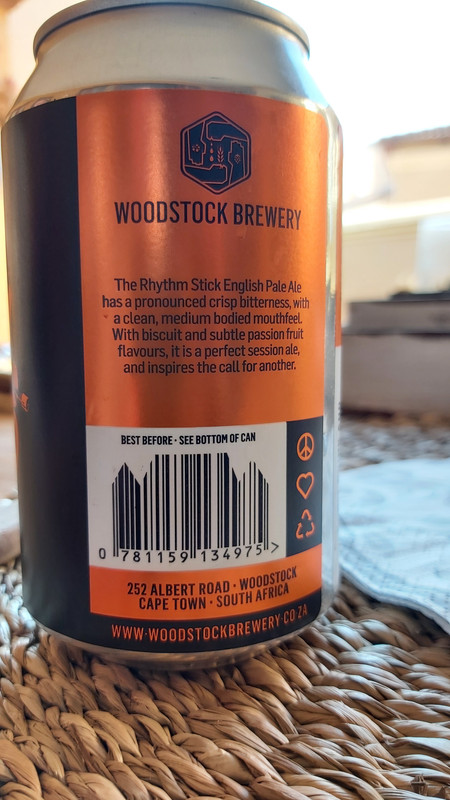 WOODSTOCK BREWERY
The Rhythm Stick English Pale Ale
has a pronounced crisp bitterness, with
a clean, medium bodied mouthfeel.
With biscuit and subtle passion fruit
flavours, it is a perfect session ale,
and inspires the call for another.
BEST BEFORE · SEE BOTTOM OF CAN
0 781159 134975 >
252 ALBERT ROAD · WOODSTOCK
CAPE TOWN · SOUTH AFRICA
WWW·WOODSTOCKBREWERY·CO·ZA